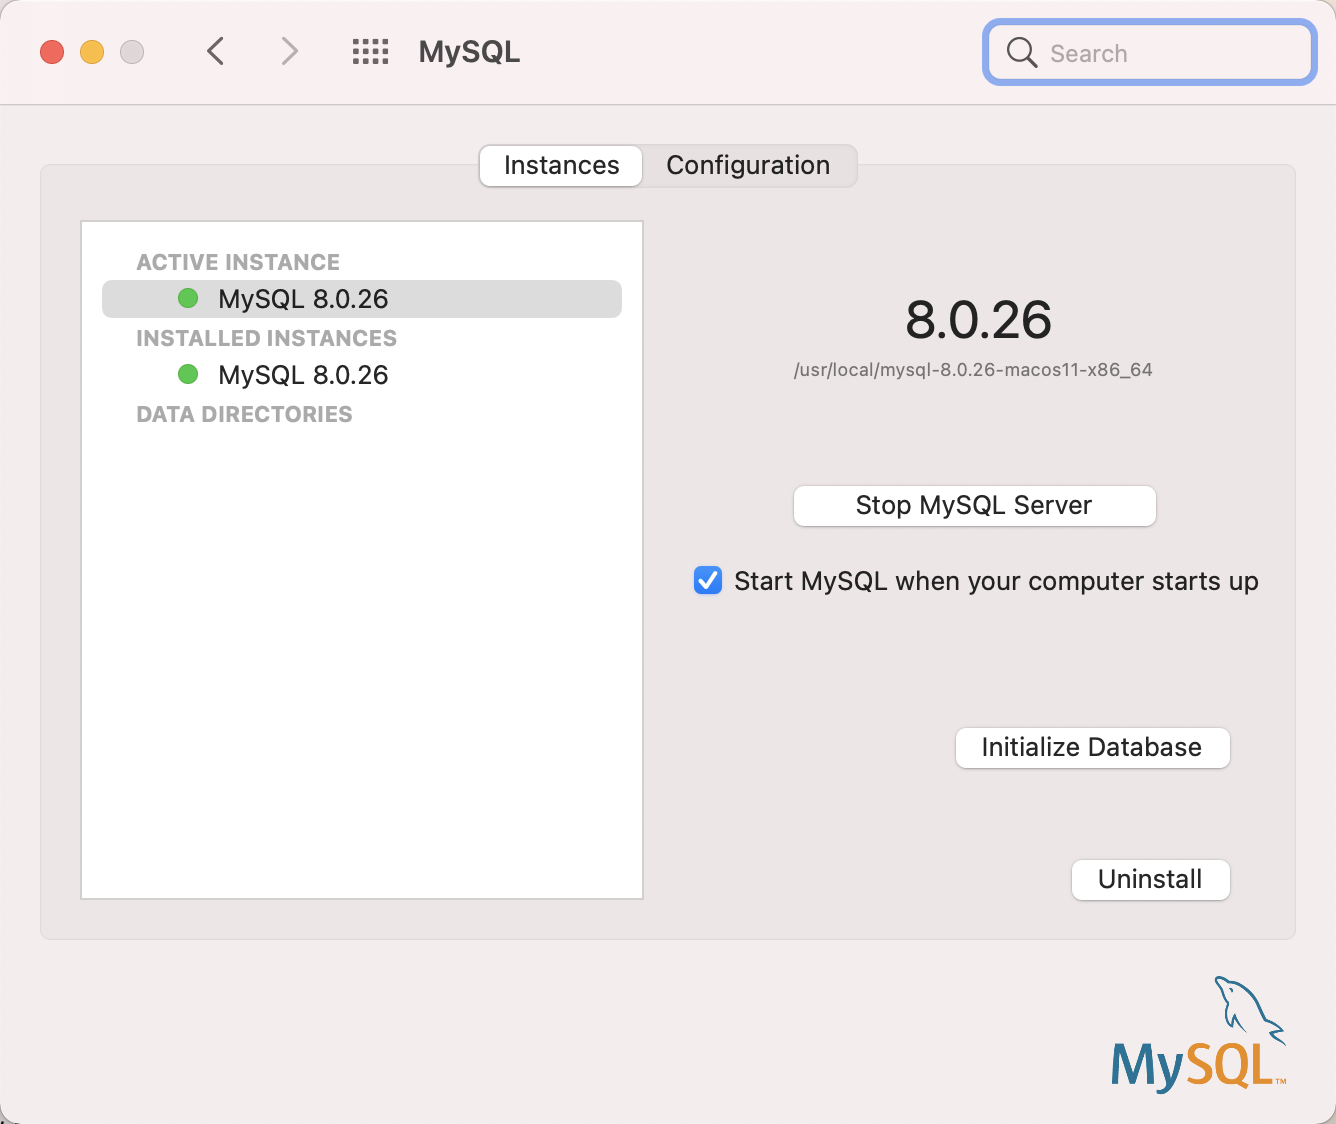 MySQL
Search
Instances
Configuration
ACTIVE INSTANCE
MySQL 8.0.26
INSTALLED INSTANCES
MySQL 8.0.26
DATA DIRECTORIES
8.0.26
/usr/local/mysql-8.0.26-macos11-x86_64
Stop MySQL Server
Start MySQL when your computer starts up
Initialize Database
Uninstall
MySQL™